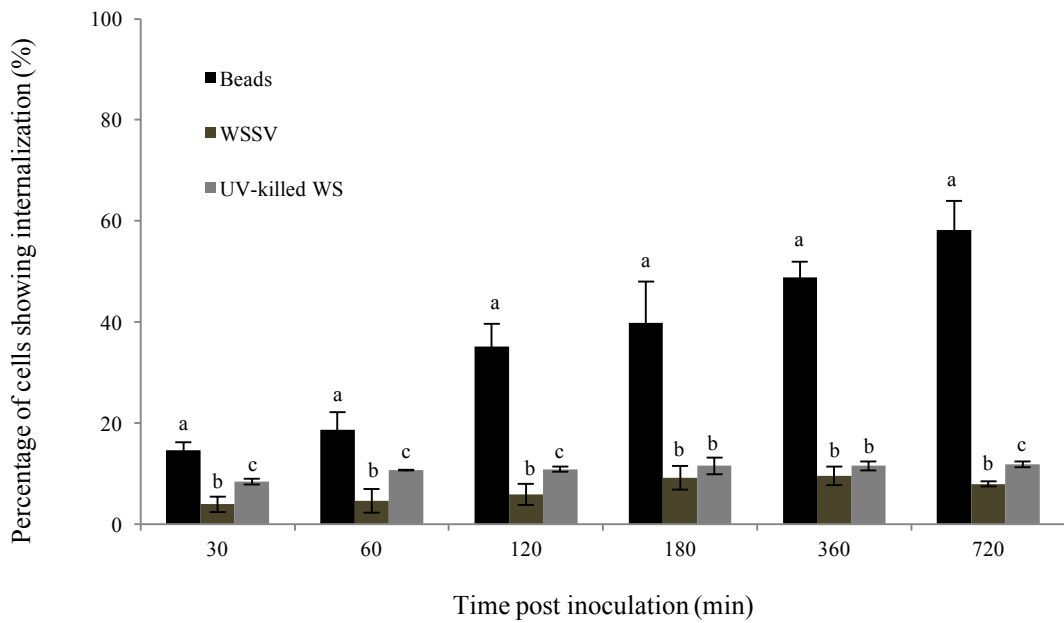 Percentage of cells showing internalization (%)
100
80
60
40
20
0
Beads
WSSV
UV-killed WS
a
b
c
a
b
c
a
b
c
a
b
b
a
b
b
a
b
c
30
60
120
180
360
720
Time post inoculation (min)